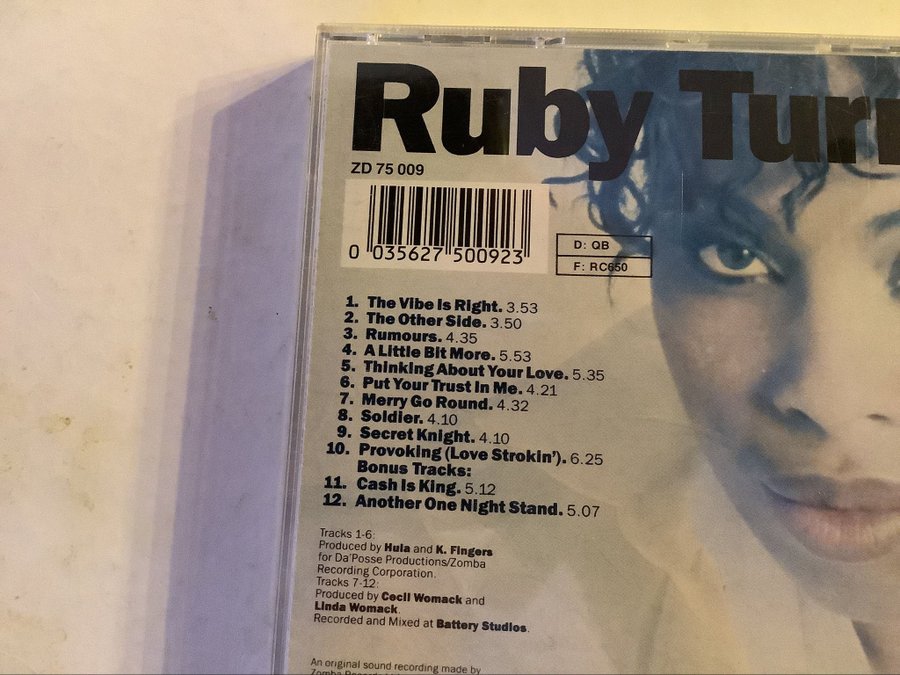 Ruby Turn
ZD 75 009
0 035627 500923
D: QB
F: RC650
1. The Vibe Is Right. 3.53
2. The Other Side. 3.50
3. Rumours. 4.35
4. A Little Bit More. 5.53
5. Thinking About Your Love. 5.35
6. Put Your Trust In Me. 4.21
7. Merry Go Round. 4.32
8. Soldier. 4.10
9. Secret Knight. 4.10
10. Provoking (Love Strokin'). 6.25
Bonus Tracks:
11. Cash Is King. 5.12
12. Another One Night Stand. 5.07
Tracks 1-6:
Produced by Hula and K. Fingers
for Da'Posse Productions/Zomba
Recording Corporation.
Tracks 7-12:
Produced by Cecil Womack and
Linda Womack.
Recorded and Mixed at Battery Studios.
An original sound recording made by